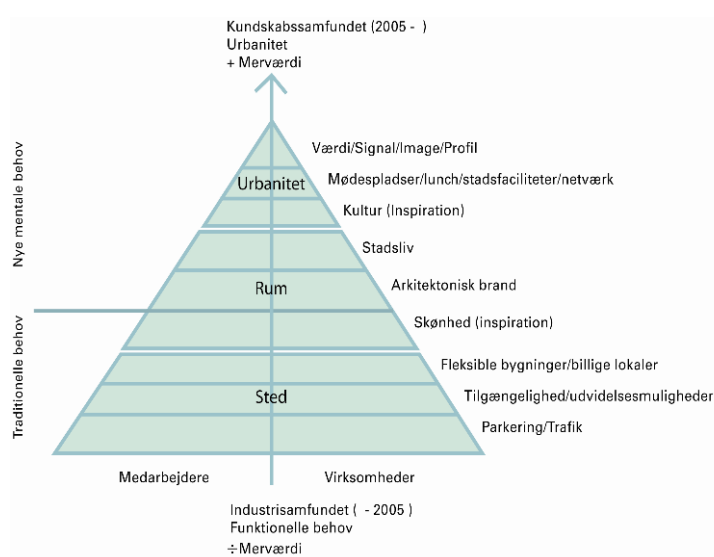 Kundskabssamfundet (2005 -  )
Urbanitet
+ Merværdi
Nye mentale behov
Værdi/Signal/Image/Profil
Urbanitet
Mødespladser/lunch/stadsfaciliteter/netværk
Kultur (Inspiration)
Stadsliv
Rum
Arkitektonisk brand
Skønhed (inspiration)
Traditionelle behov
Fleksible bygninger/billige lokaler
Sted
Tilgængelighed/udvidelsesmuligheder
Parkering/Trafik
Medarbejdere
Virksomheder
Industrisamfundet (  - 2005 )
Funktionelle behov
÷Merværdi